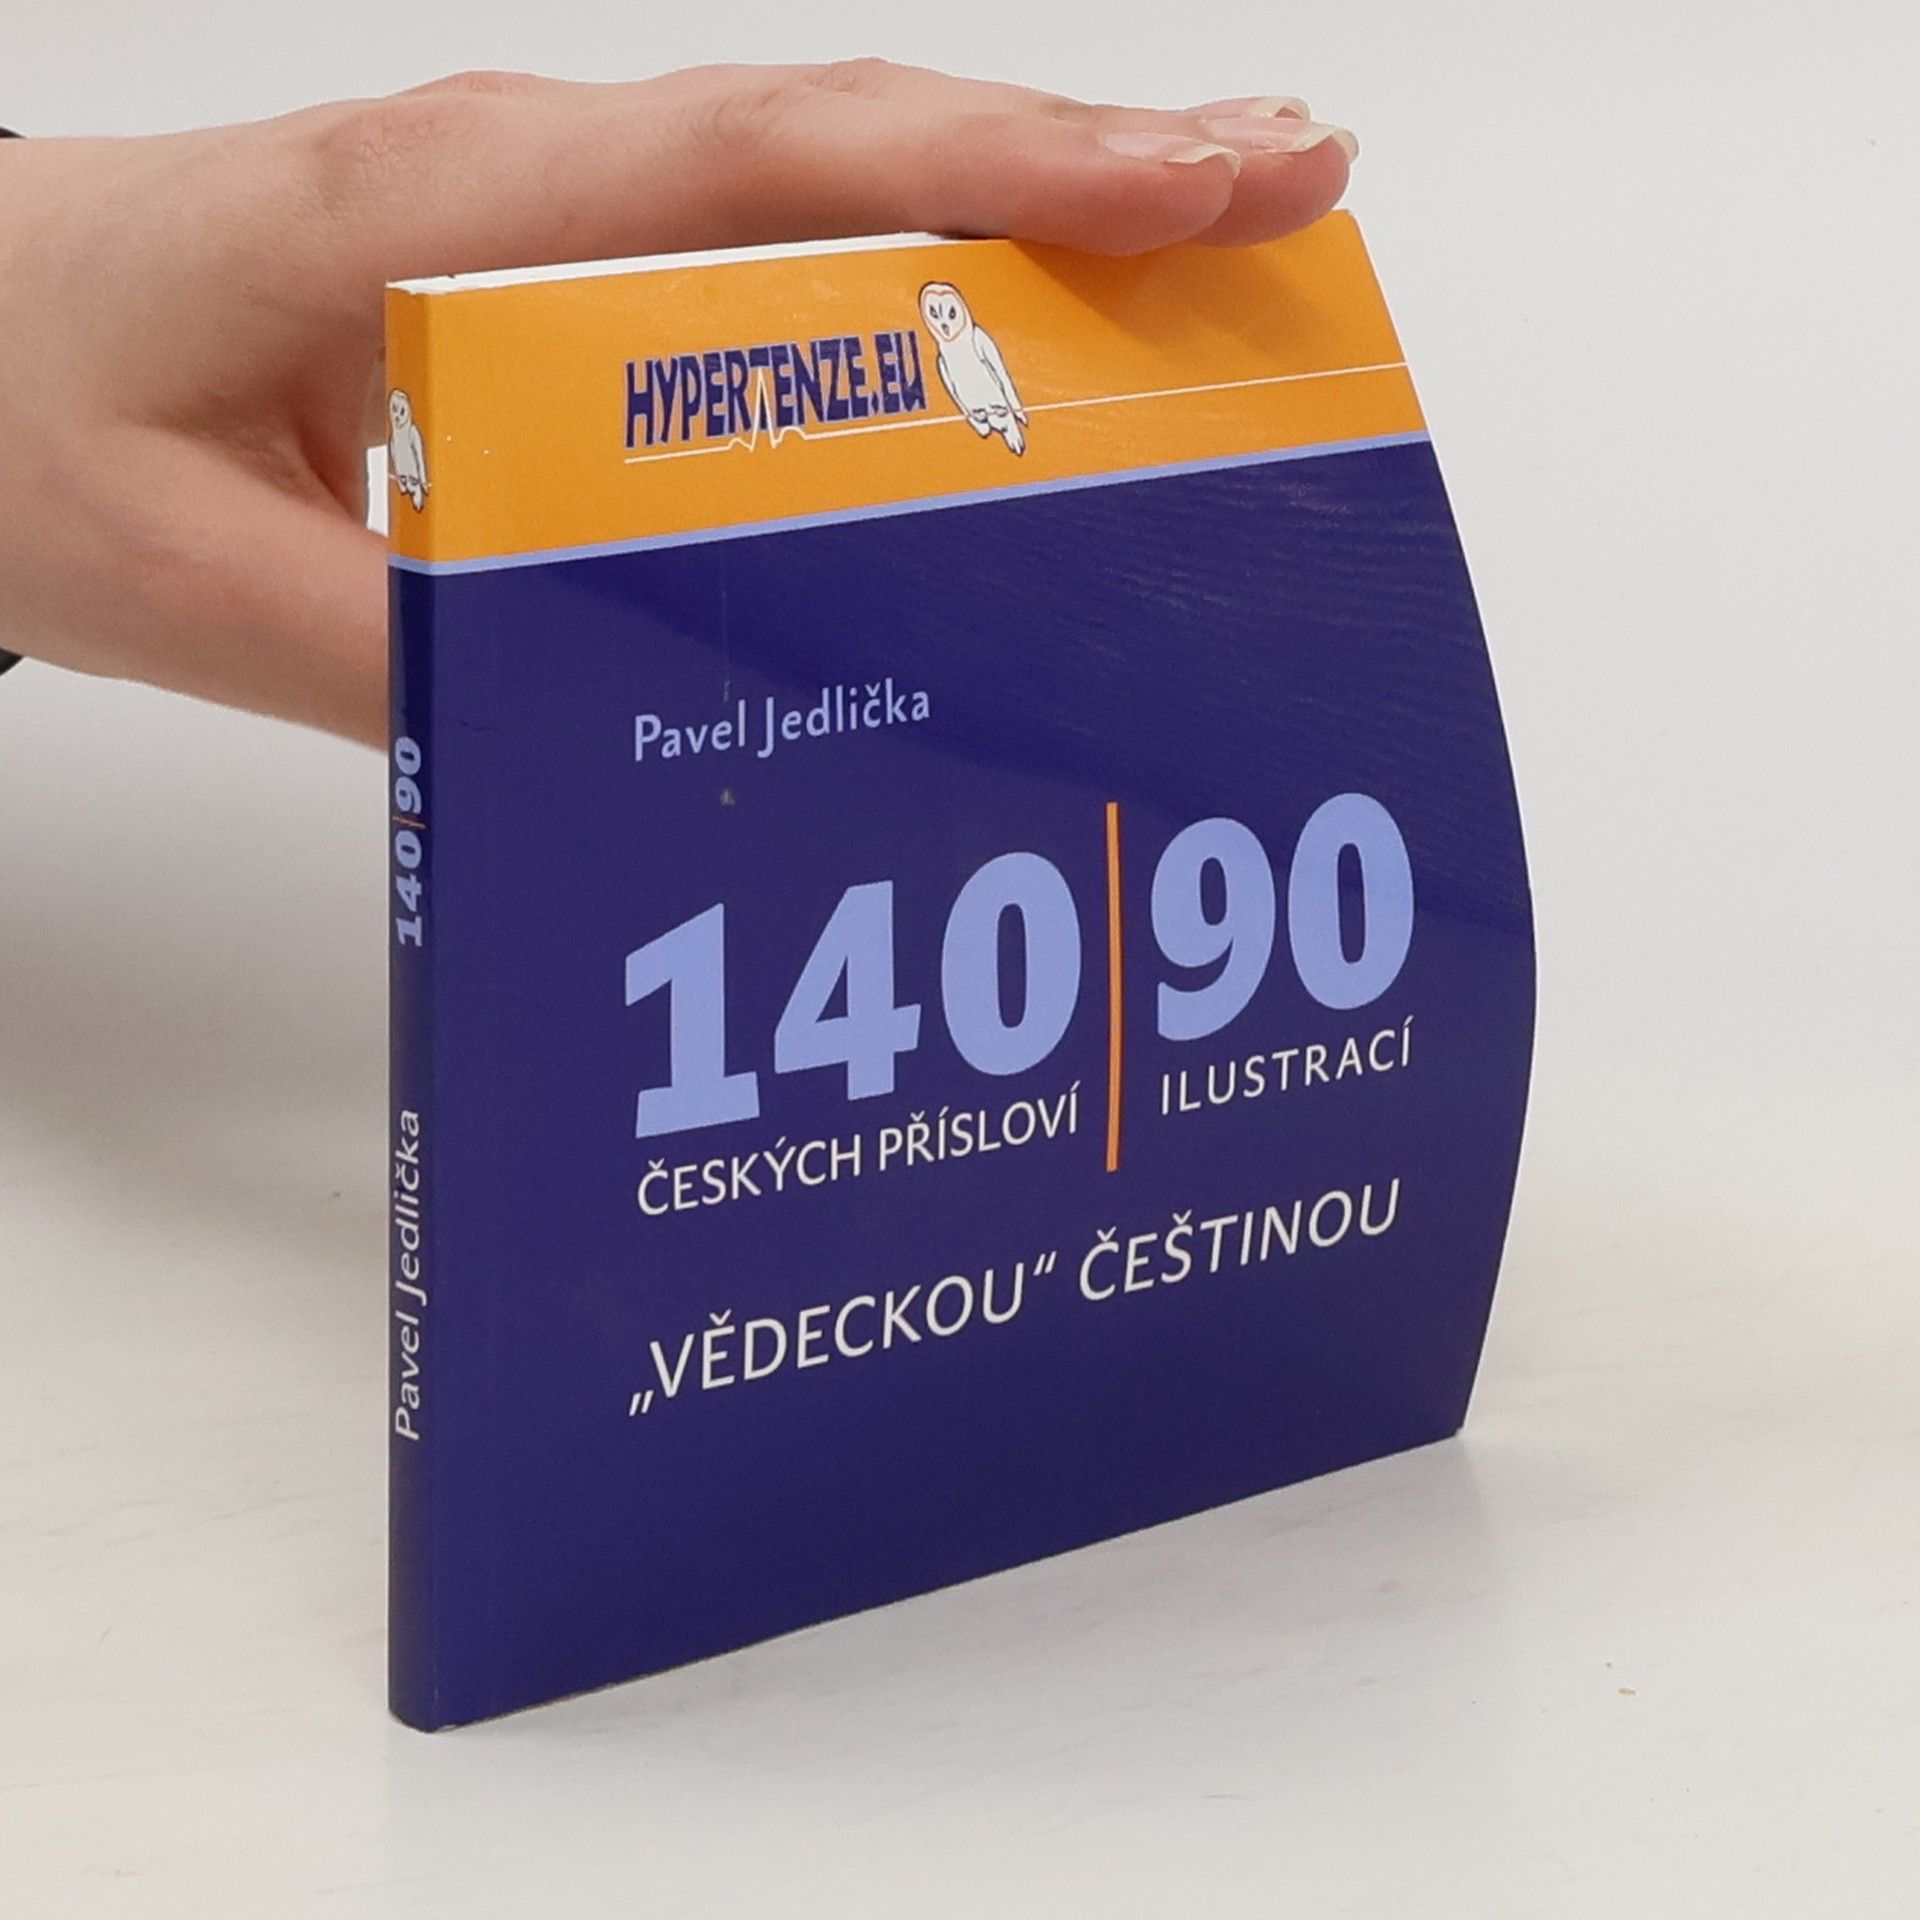 HYPERTENZE.EU
Pavel Jedlička
140|90
ČESKÝCH PŘÍSLOVÍ
ILUSTRACÍ
„VĚDECKOU“ ČEŠTINOU
Pavel Jedlička 140|90